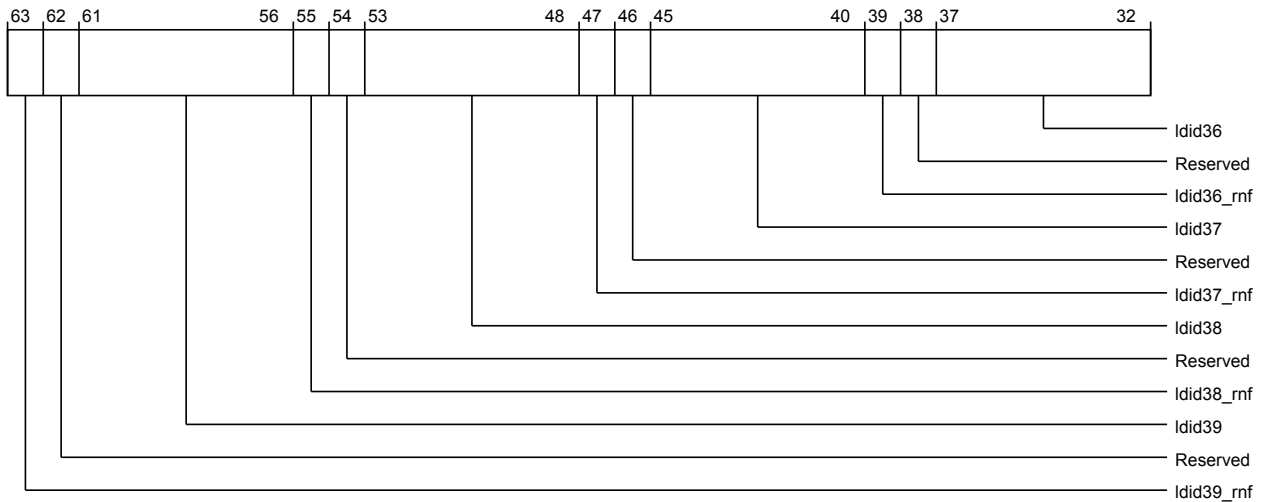 63 62 61 56 55 54 53 48 47 46 45 40 39 38 37 32
ldid36
Reserved
ldid36_rnf
ldid37
Reserved
ldid37_rnf
ldid38
Reserved
ldid38_rnf
ldid39
Reserved
ldid39_rnf